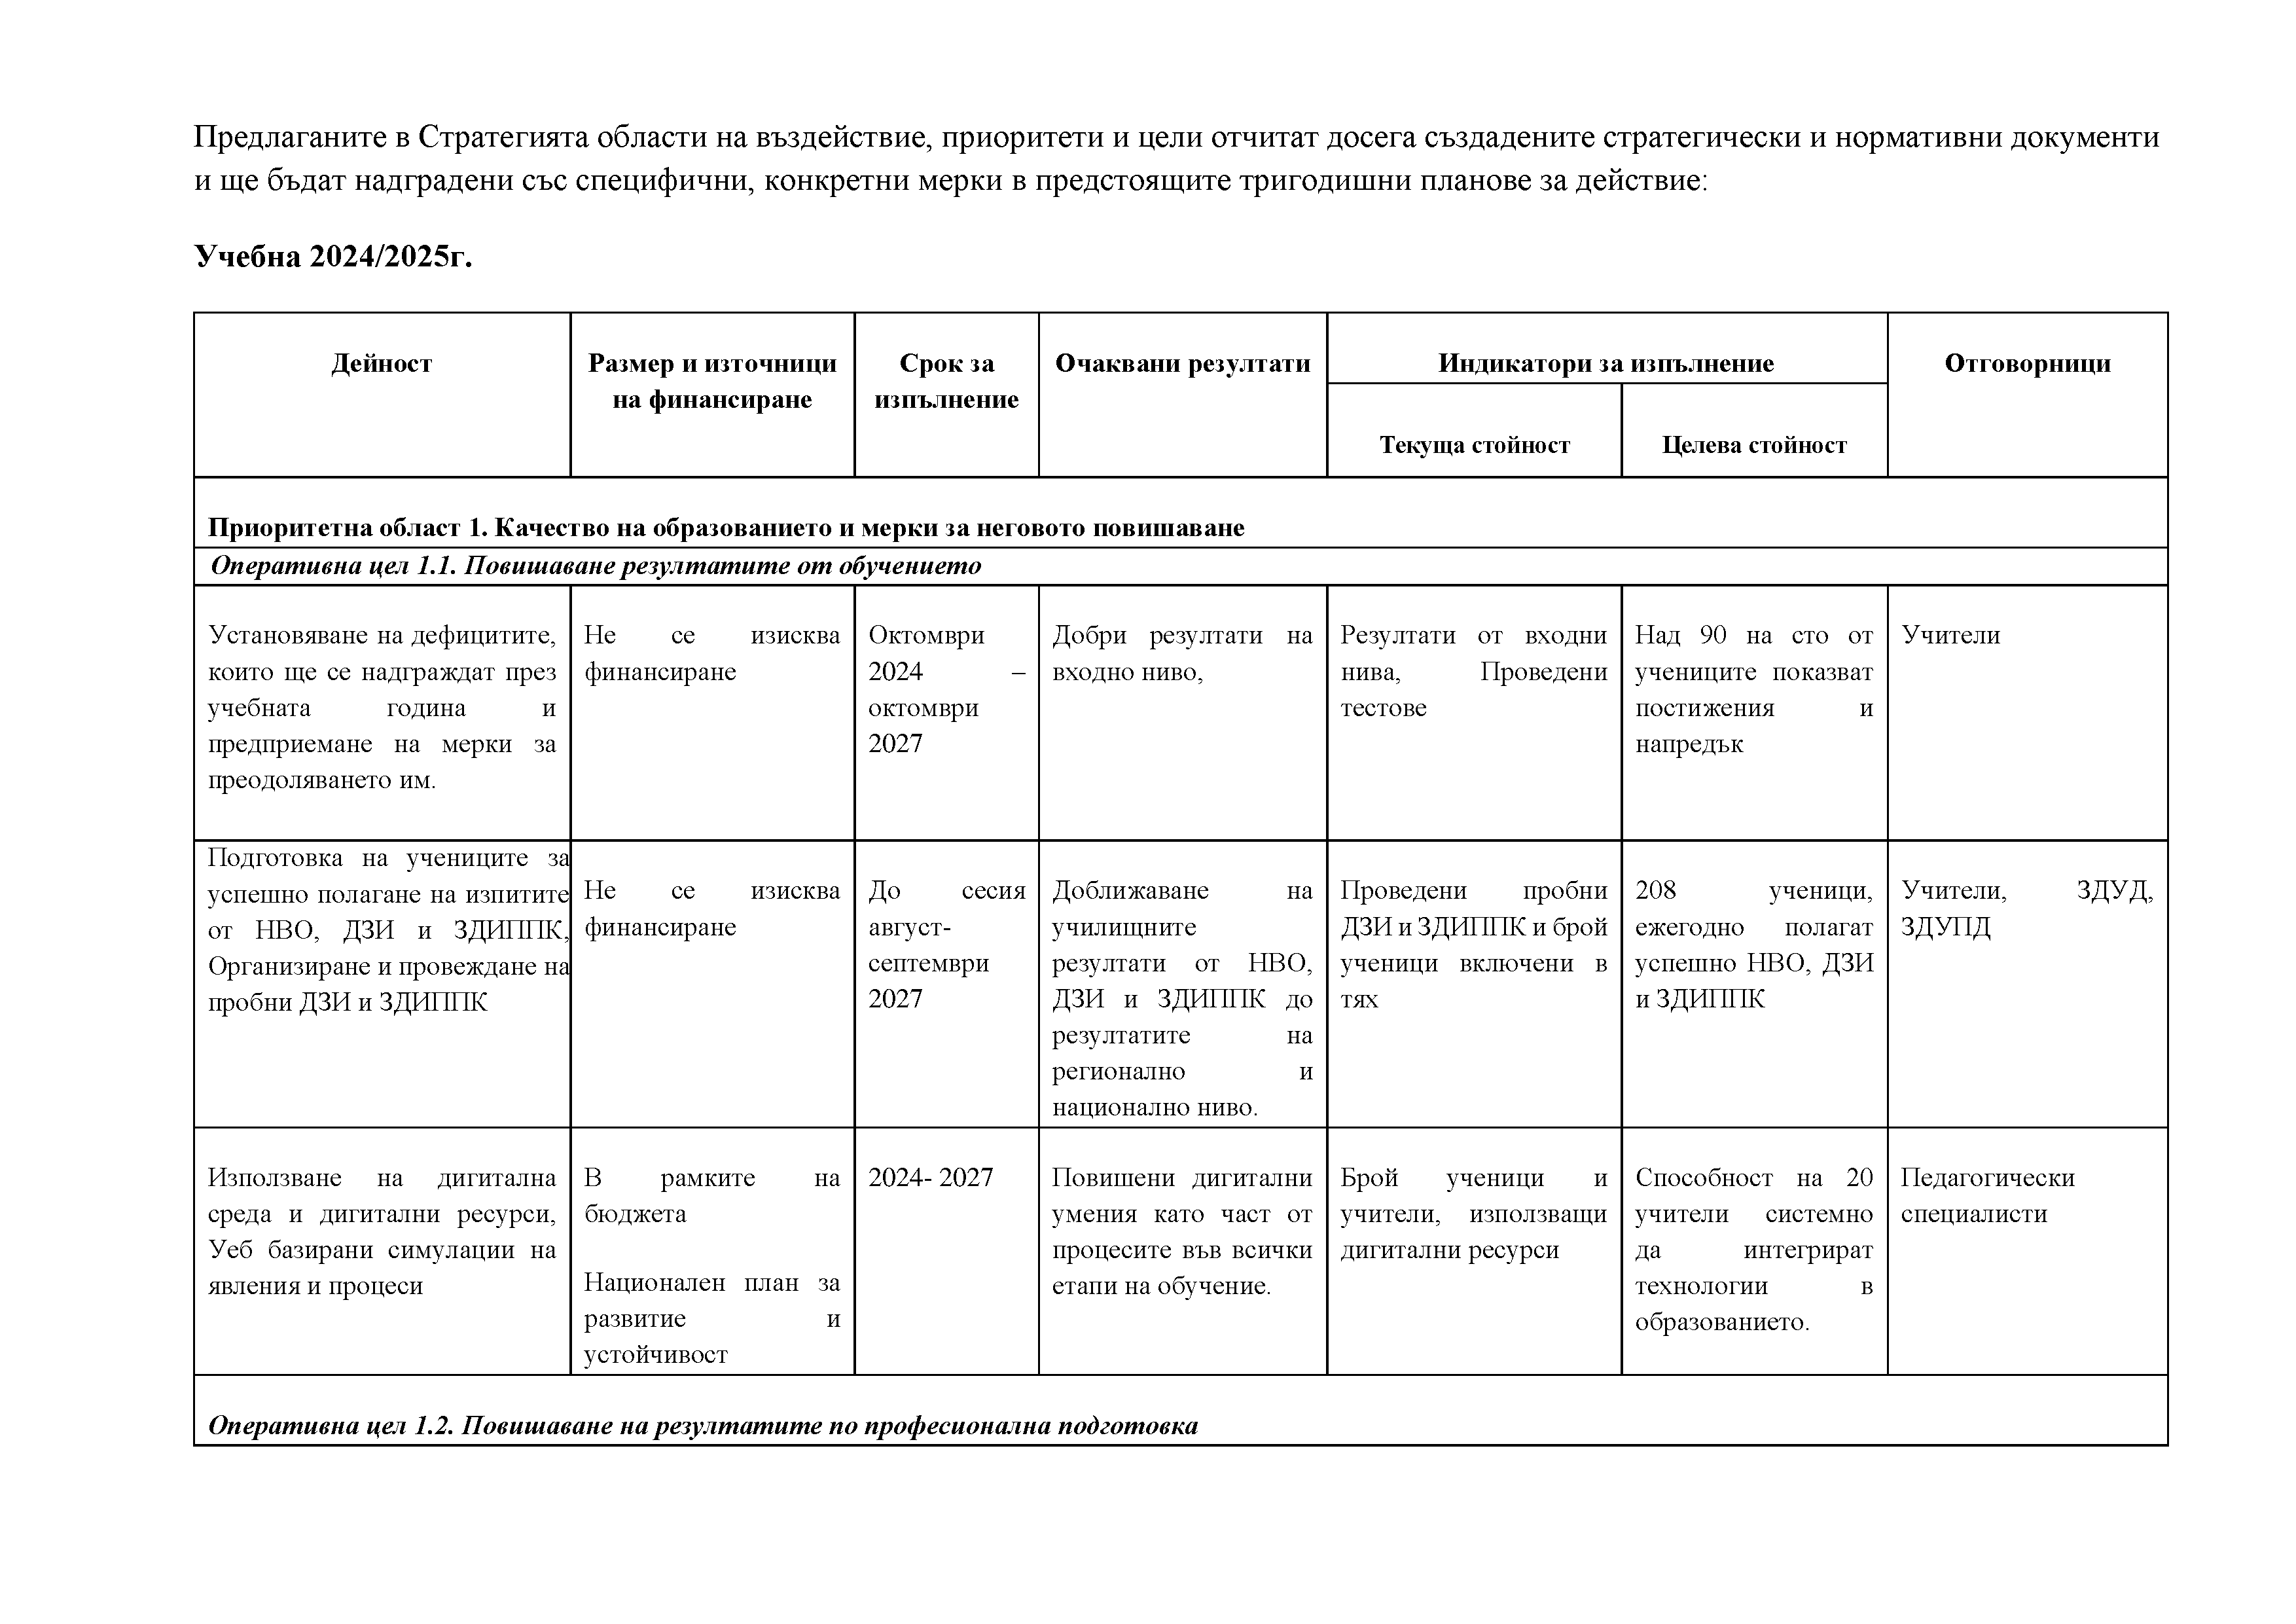 Предлаганите в Стратегията области на въздействие, приоритети и цели отчитат досега създадените стратегически и нормативни документи
и ще бъдат надградени със специфични, конкретни мерки в предстоящите тригодишни планове за действие:
Учебна 2024/2025г.
Дейност
Размер и източници
на финансиране
Срок за
изпълнение
Очаквани резултати
Индикатори за изпълнение
Отговорници
Текуща стойност
Целева стойност
Приоритетна област 1. Качество на образованието и мерки за неговото повишаване
Оперативна цел 1.1. Повишаване резултатите от обучението
Установяване на дефицитите,
които ще се надграждат през
учебната година и
предприемане на мерки за
преодоляването им.
Не се изисква
финансиране
Октомври
2024 –
октомври
2027
Добри резултати на
входно ниво,
Резултати от входни
нива, Проведени
тестове
Над 90 на сто от
учениците показват
постижения и
напредък
Учители
Подготовка на учениците за
успешно полагане на изпитите
от НВО, ДЗИ и ЗДИППК,
Организиране и провеждане на
пробни ДЗИ и ЗДИППК
Не се изисква
финансиране
До сесия
август-
септември
2027
Доближаване на
училищните
резултати от НВО,
ДЗИ и ЗДИППК до
резултатите на
регионално и
национално ниво.
Проведени пробни
ДЗИ и ЗДИППК и брой
ученици включени в
тях
208 ученици,
ежегодно полагат
успешно НВО, ДЗИ
и ЗДИППК
Учители, ЗДУД,
ЗДУПД
Използване на дигитална
среда и дигитални ресурси,
Уеб базирани симулации на
явления и процеси
В рамките на
бюджета
Национален план за
развитие и
устойчивост
2024- 2027
Повишени дигитални
умения като част от
процесите във всички
етапи на обучение.
Брой ученици и
учители, използващи
дигитални ресурси
Способност на 20
учители системно
да интегрират
технологии в
образованието.
Педагогически
специалисти
Оперативна цел 1.2. Повишаване на резултатите по професионална подготовка